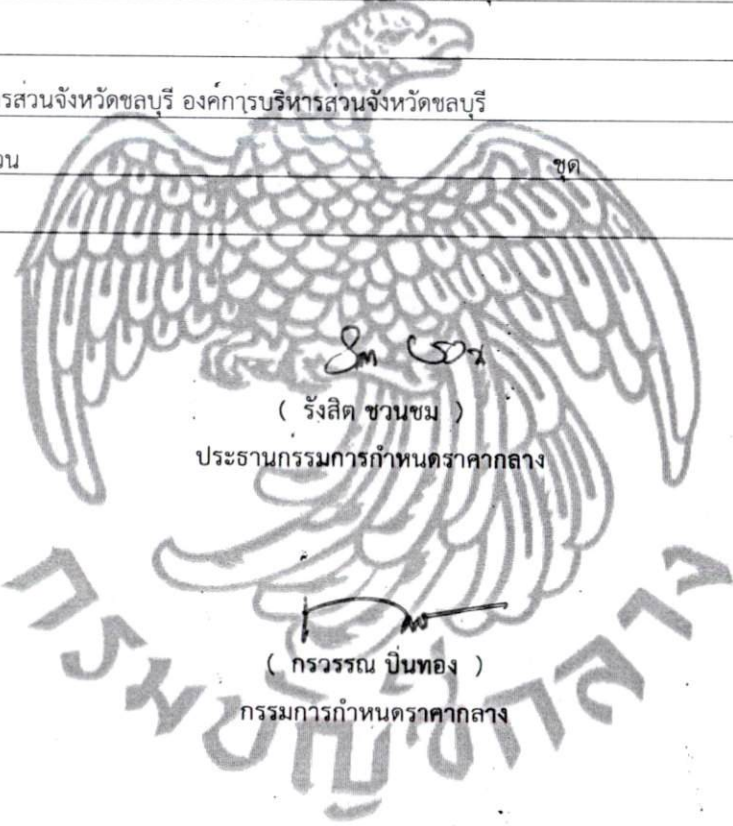 รส่วนจังหวัดชลบุรี องค์การบริหารส่วนจังหวัดชลบุรี
วน ชุด
( รังสิต ชวนชม )
ประธานกรรมการกำหนดราคากลาง
( กรวรรณ ปิ่นทอง )
กรรมการกำหนดราคากลาง
กรมบัญชีกลาง